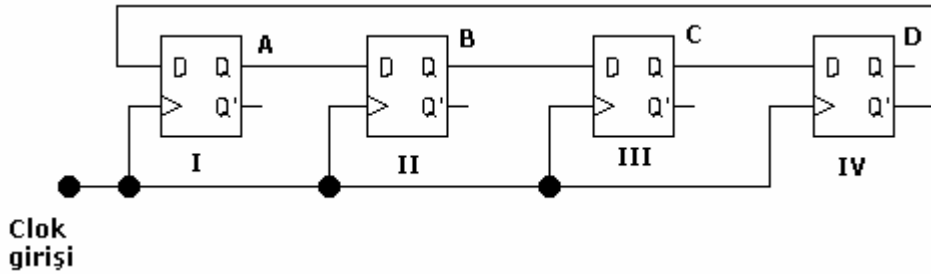 A B C D
D Q D Q D Q D Q
Q' Q' Q' Q'
I II III IV
Clok
girişi